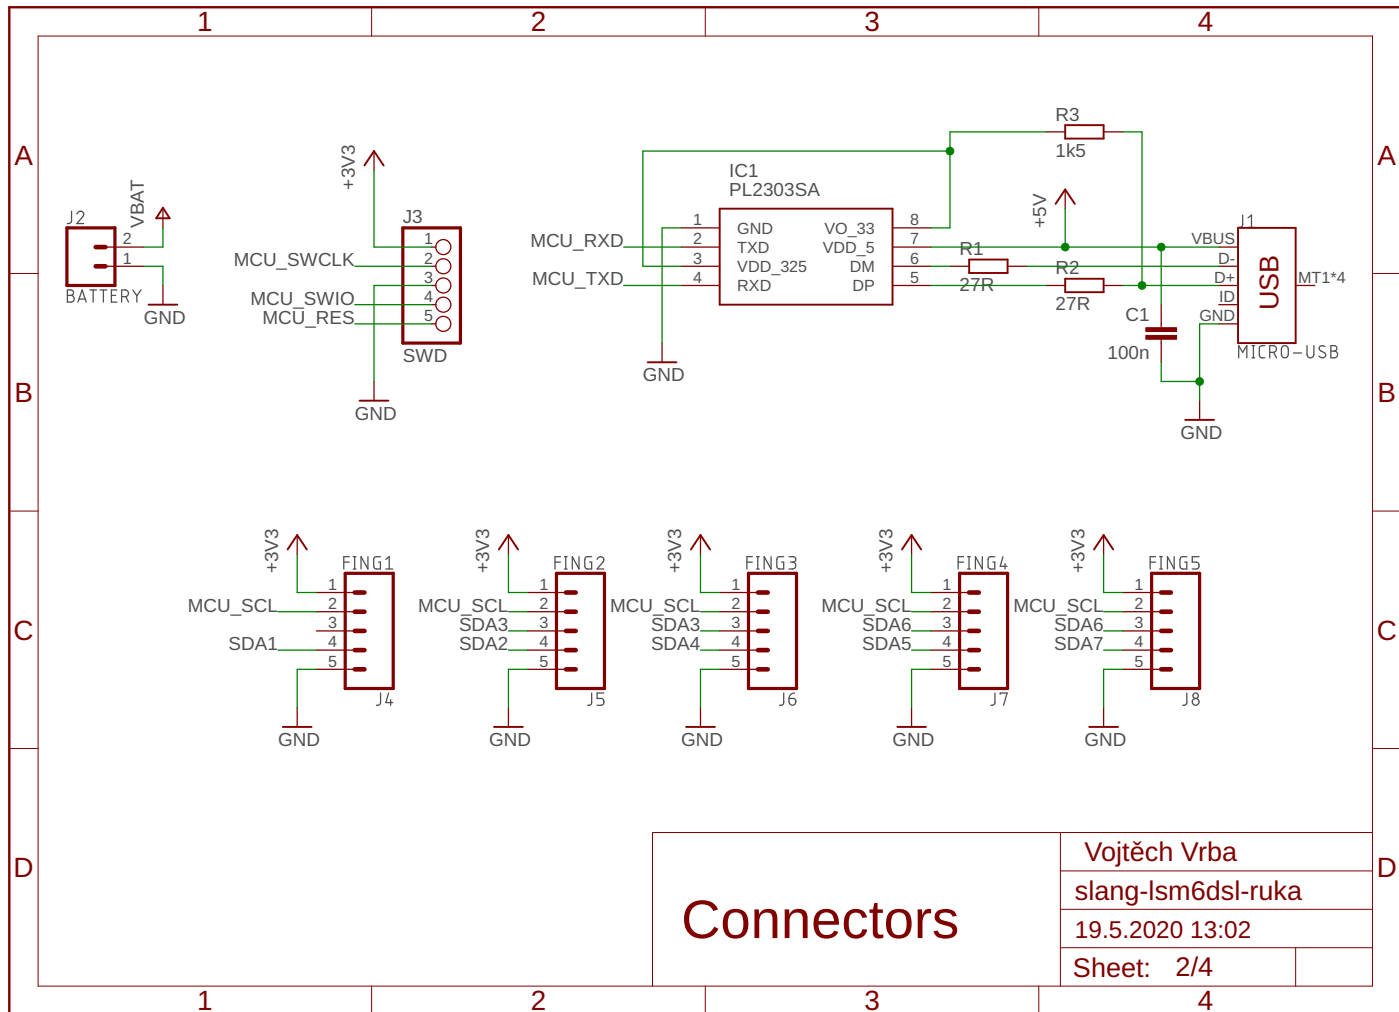 1 2 3 4
A A
B B
C C
D D
1 2 3 4
J2
VBAT
2
1
BATTERY
GND
+3V3
J3
MCU_SWCLK
MCU_SWIO
MCU_RES
1
2
3
4
5
SWD
GND
IC1
PL2303SA
MCU_RXD
MCU_TXD
1 GND VO_33 8
2 TXD VDD_5 7
3 VDD_325 DM 6
4 RXD DP 5
GND
R3
1k5
+5V
R1
27R
R2
27R
C1
100n
J1
VBUS
D-
D+
ID
GND
USB
MT1*4
MICRO-USB
GND
+3V3
FING1
MCU_SCL
SDA1
1
2
3
4
5
J4
GND
+3V3
FING2
MCU_SCL
SDA3
SDA2
1
2
3
4
5
J5
GND
+3V3
FING3
MCU_SCL
SDA3
SDA4
1
2
3
4
5
J6
GND
+3V3
FING4
MCU_SCL
SDA6
SDA5
1
2
3
4
5
J7
GND
+3V3
FING5
MCU_SCL
SDA6
SDA7
1
2
3
4
5
J8
GND
Connectors
Vojtěch Vrba
slang-lsm6dsl-ruka
19.5.2020 13:02
Sheet: 2/4